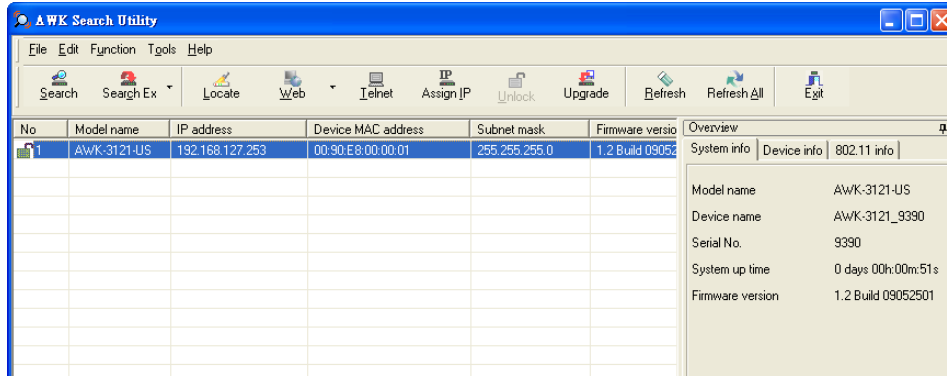 AWK Search Utility
File Edit Function Tools Help
Search Search Ex Locate Web Telnet IP Assign IP Unlock Upgrade Refresh Refresh All Exit
No Model name IP address Device MAC address Subnet mask Firmware versio
1 AWK-3121-US 192.168.127.253 00:90:E8:00:00:01 255.255.255.0 1.2 Build 09052
Overview
System info Device info 802.11 info
Model name AWK-3121-US
Device name AWK-3121_9390
Serial No. 9390
System up time 0 days 00h:00m:51s
Firmware version 1.2 Build 09052501